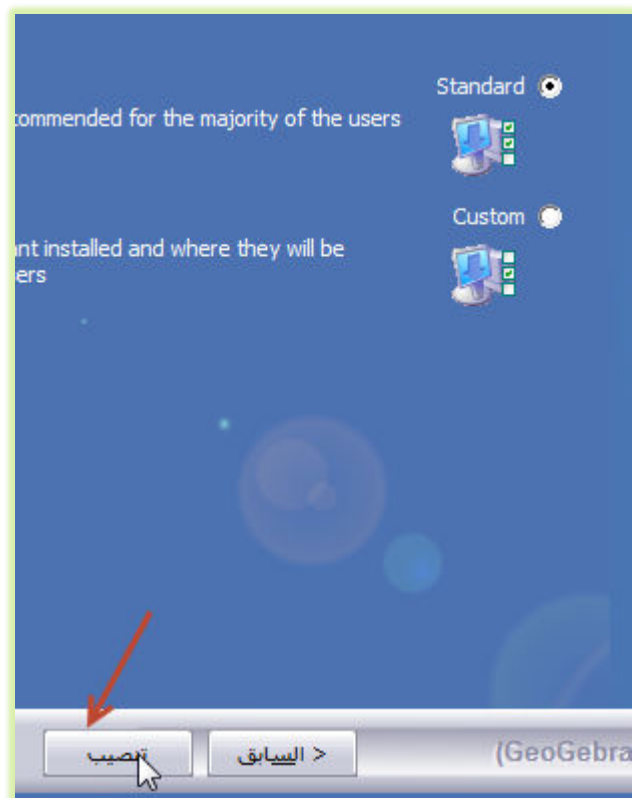 Standard
commended for the majority of the users
Custom
ant installed and where they will be
ers
تنصيب
< السابق
(GeoGebra